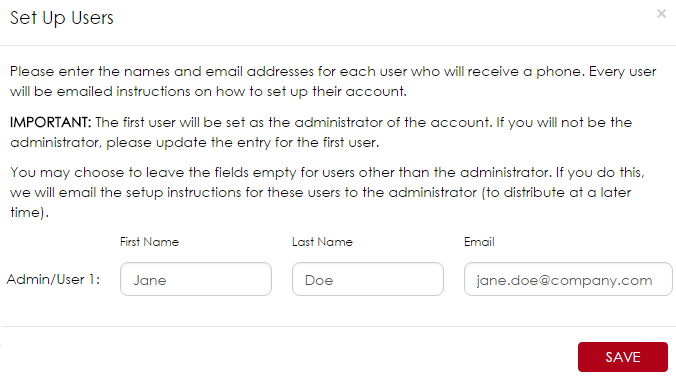 Set Up Users
×
Please enter the names and email addresses for each user who will receive a phone. Every user
will be emailed instructions on how to set up their account.
IMPORTANT: The first user will be set as the administrator of the account. If you will not be the
administrator, please update the entry for the first user.
You may choose to leave the fields empty for users other than the administrator. If you do this,
we will email the setup instructions for these users to the administrator (to distribute at a later
time).
First Name Last Name Email
Admin/User 1: Jane Doe jane.doe@company.com
SAVE